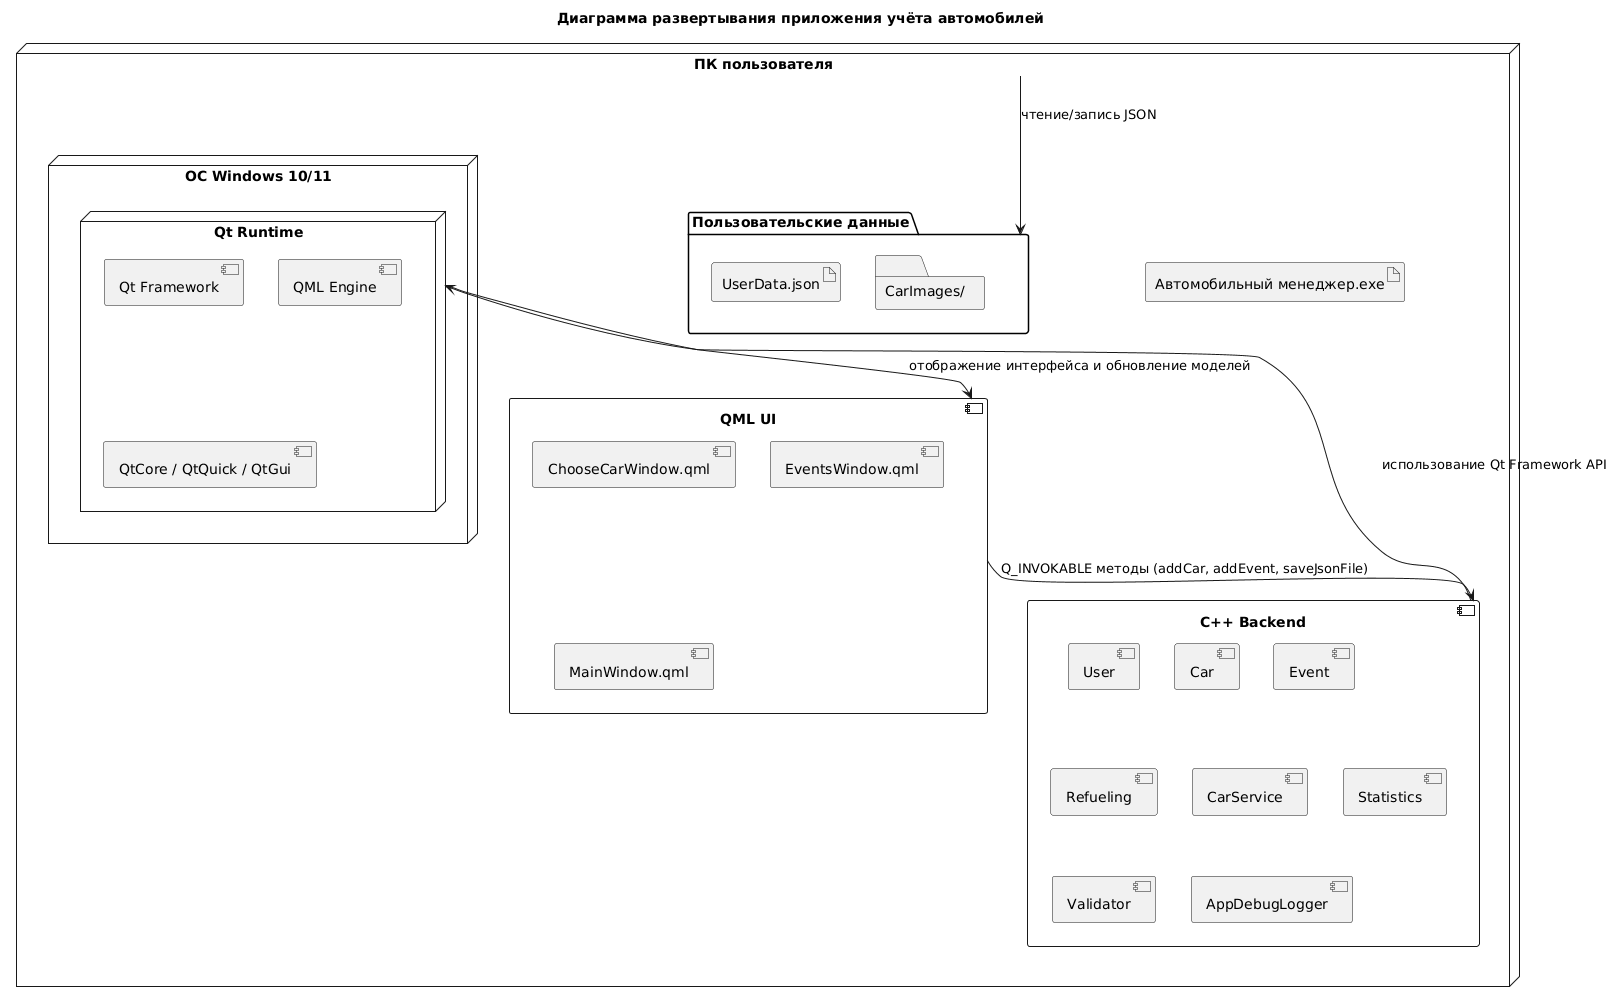 Диаграмма развертывания приложения учёта автомобилей
ПК пользователя
чтение/запись JSON
ОС Windows 10/11
Qt Runtime
Qt Framework
QML Engine
QtCore / QtQuick / QtGui
Пользовательские данные
UserData.json
CarImages/
Автомобильный менеджер.exe
отображение интерфейса и обновление моделей
QML UI
ChooseCarWindow.qml
EventsWindow.qml
MainWindow.qml
использование Qt Framework API
Q_INVOKABLE методы (addCar, addEvent, saveJsonFile)
C++ Backend
User
Car
Event
Refueling
CarService
Statistics
Validator
AppDebugLogger